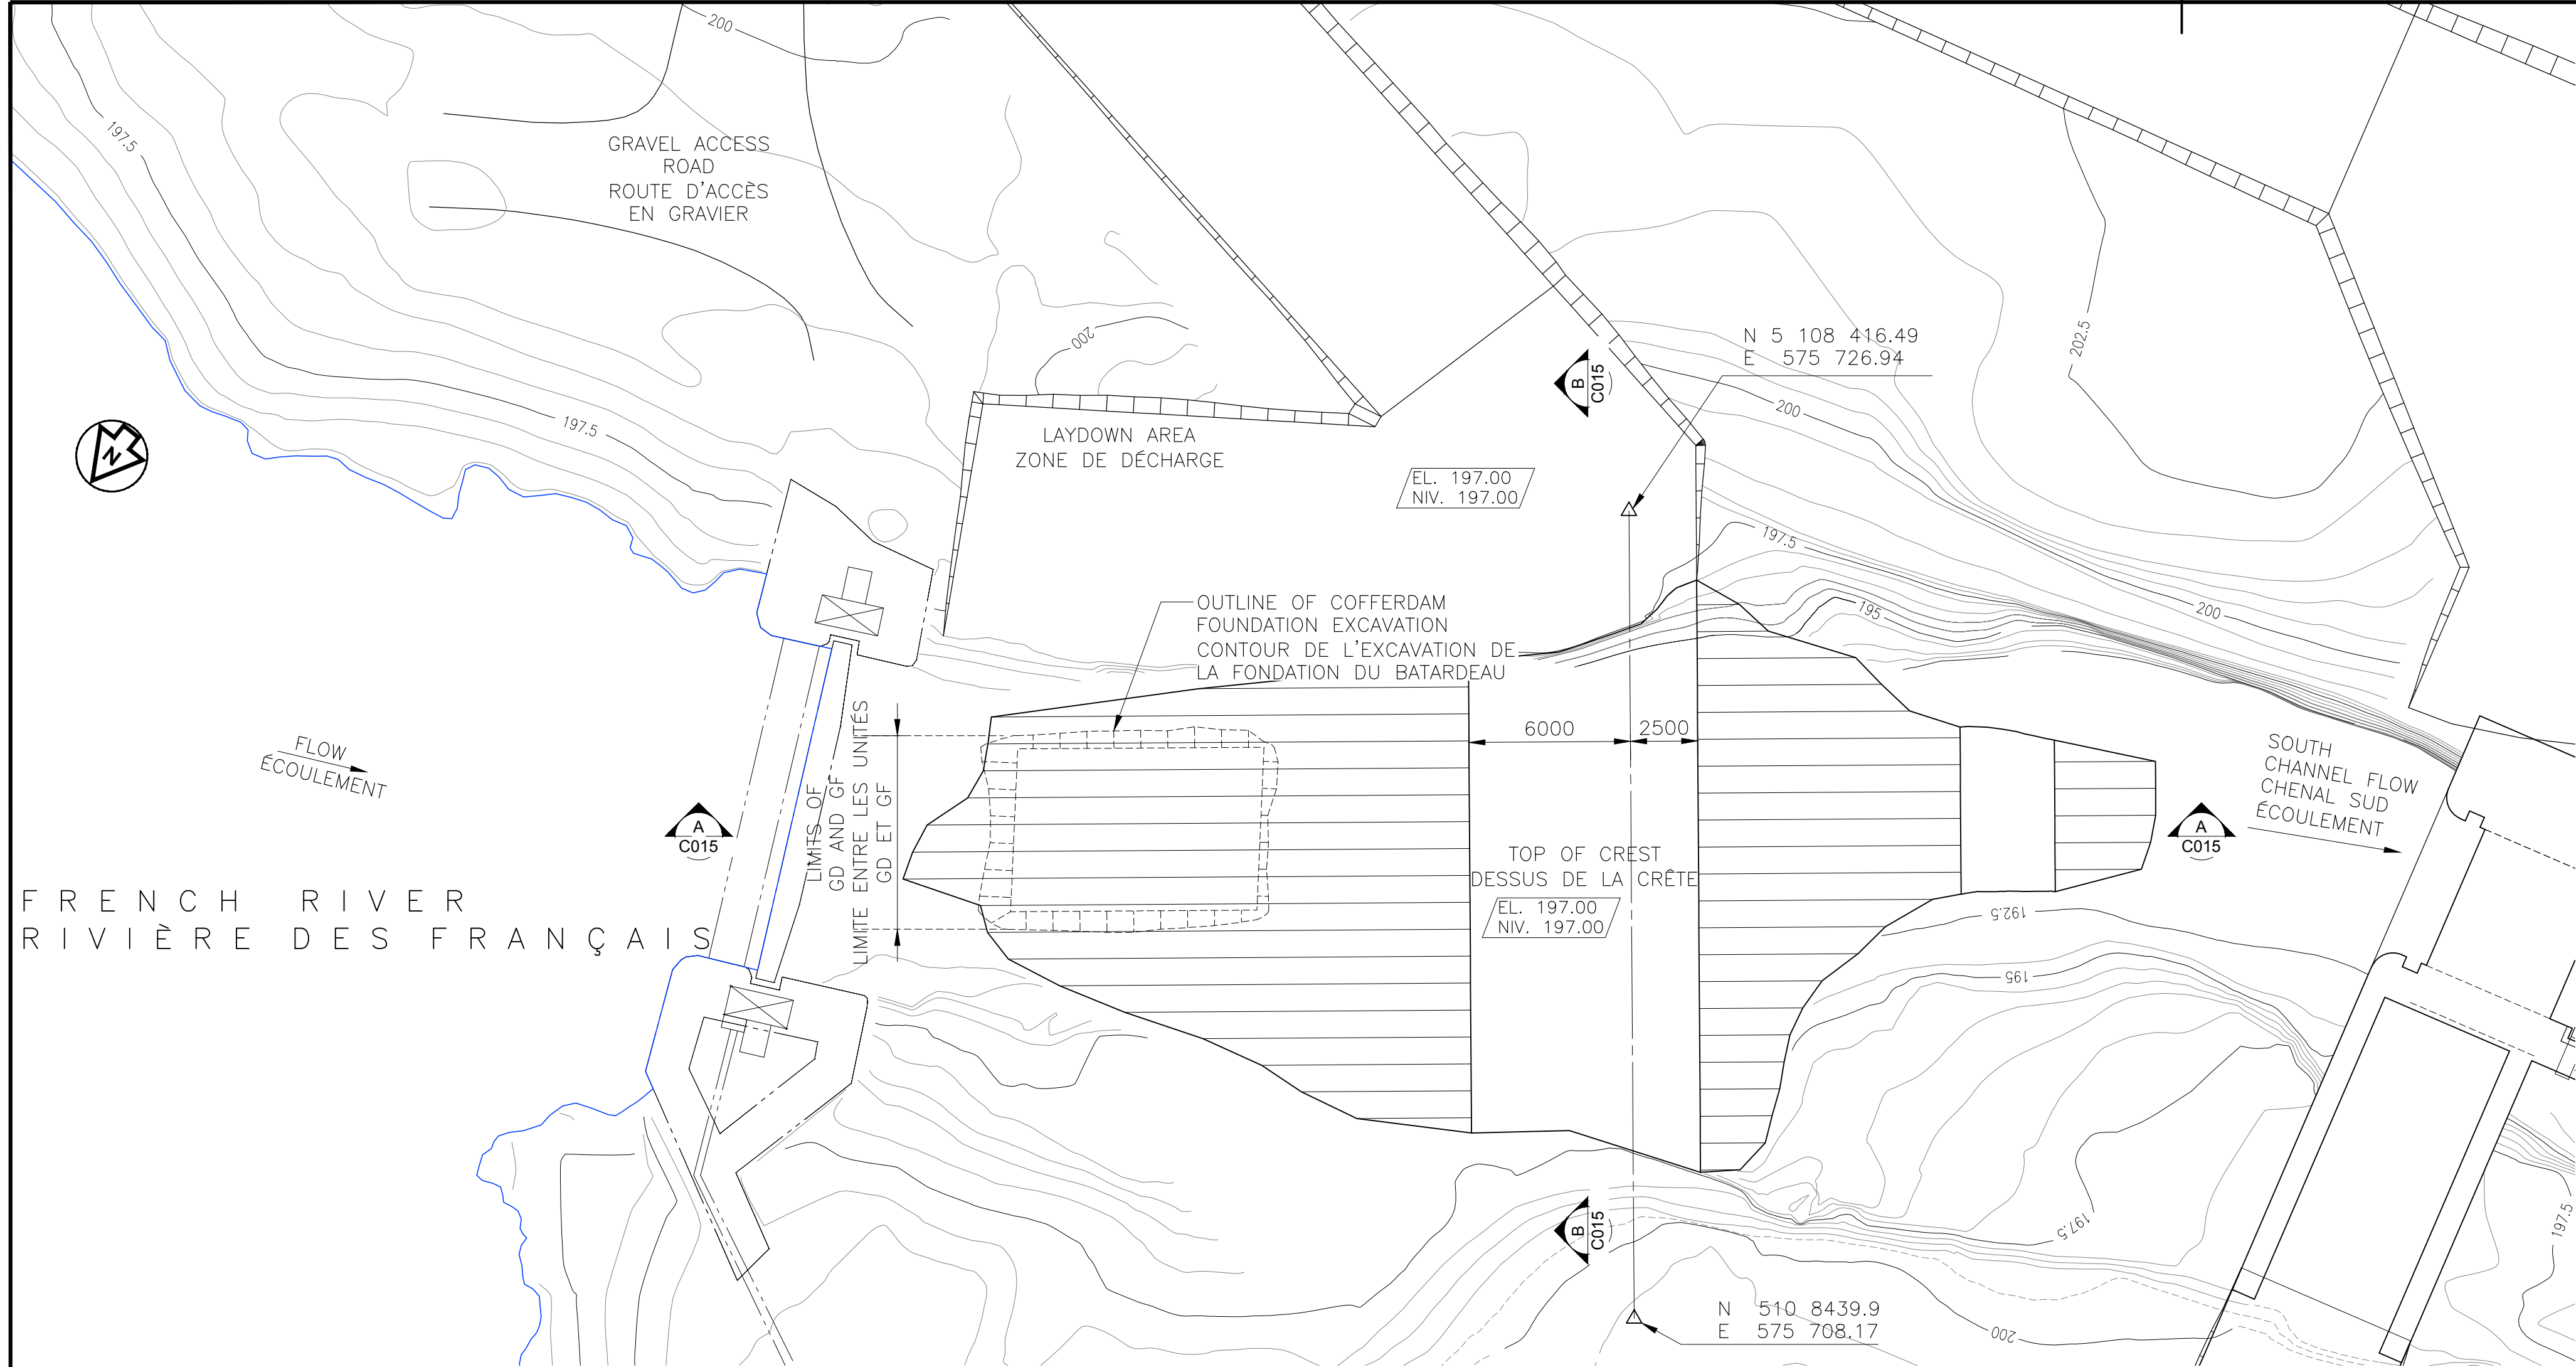 200
197.5
GRAVEL ACCESS
ROAD
ROUTE D'ACCÈS
EN GRAVIER
200
N 5 108 416.49
E 575 726.94
202.5
B
C015
200
197.5
N
LAYDOWN AREA
ZONE DE DÉCHARGE
EL. 197.00
NIV. 197.00
197.5
OUTLINE OF COFFERDAM
FOUNDATION EXCAVATION
CONTOUR DE L'EXCAVATION DE
LA FONDATION DU BATARDEAU
195
200
FLOW
ÉCOULEMENT
LIMITS OF
GD AND GF
LIMITE ENTRE LES UNITÉS
GD ET GF
6000
2500
SOUTH
CHANNEL FLOW
CHENAL SUD
ÉCOULEMENT
A
C015
A
C015
TOP OF CREST
DESSUS DE LA CRÊTE
EL. 197.00
NIV. 197.00
FRENCH RIVER
RIVIÈRE DES FRANÇAIS
192.5
195
197.5
197.5
B
C015
N 510 8439.9
E 575 708.17
200